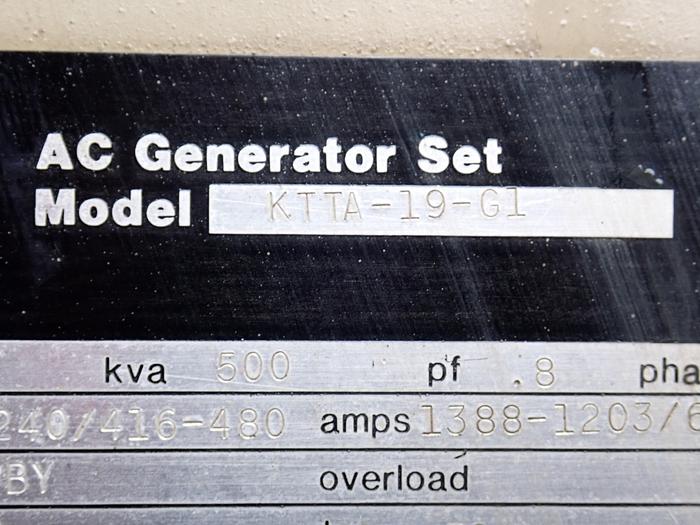 AC Generator Set
Model KTTA-19-G1
kva 500 pf .8 pha
240/416-480 amps 1388-1203/6
BY overload